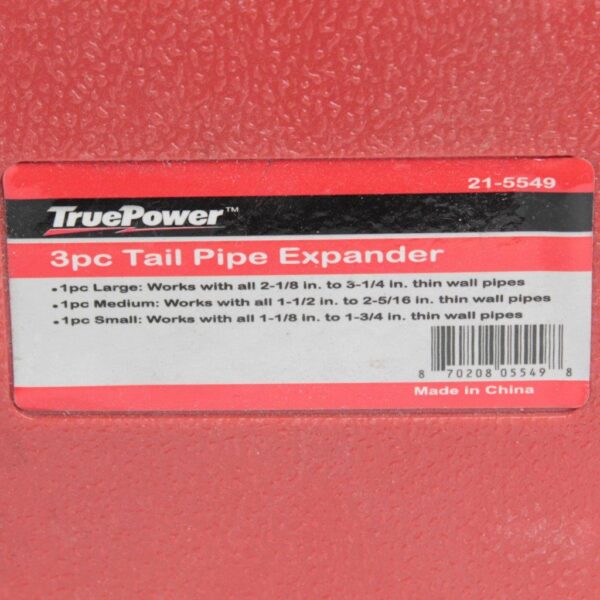 21-5549
TruePower™
3pc Tail Pipe Expander
•1pc Large: Works with all 2-1/8 in. to 3-1/4 in. thin wall pipes
•1pc Medium: Works with all 1-1/2 in. to 2-5/16 in. thin wall pipes
•1pc Small: Works with all 1-1/8 in. to 1-3/4 in. thin wall pipes
8 70208 05549 8
Made in China